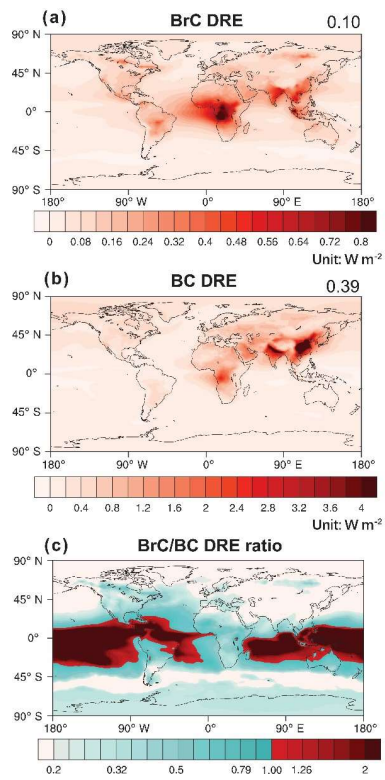 (a) BrC DRE 0.10
90° N
45° N
0°
45° S
90° S
180° 90° W 0° 90° E 180°
0 0.08 0.16 0.24 0.32 0.4 0.48 0.56 0.64 0.72 0.8
Unit: W m-2
(b) BC DRE 0.39
90° N
45° N
0°
45° S
90° S
180° 90° W 0° 90° E 180°
0 0.4 0.8 1.2 1.6 2 2.4 2.8 3.2 3.6 4
Unit: W m-2
(c) BrC/BC DRE ratio
90° N
45° N
0°
45° S
90° S
180° 90° W 0° 90° E 180°
0.2 0.32 0.5 0.79 1.00 1.26 2